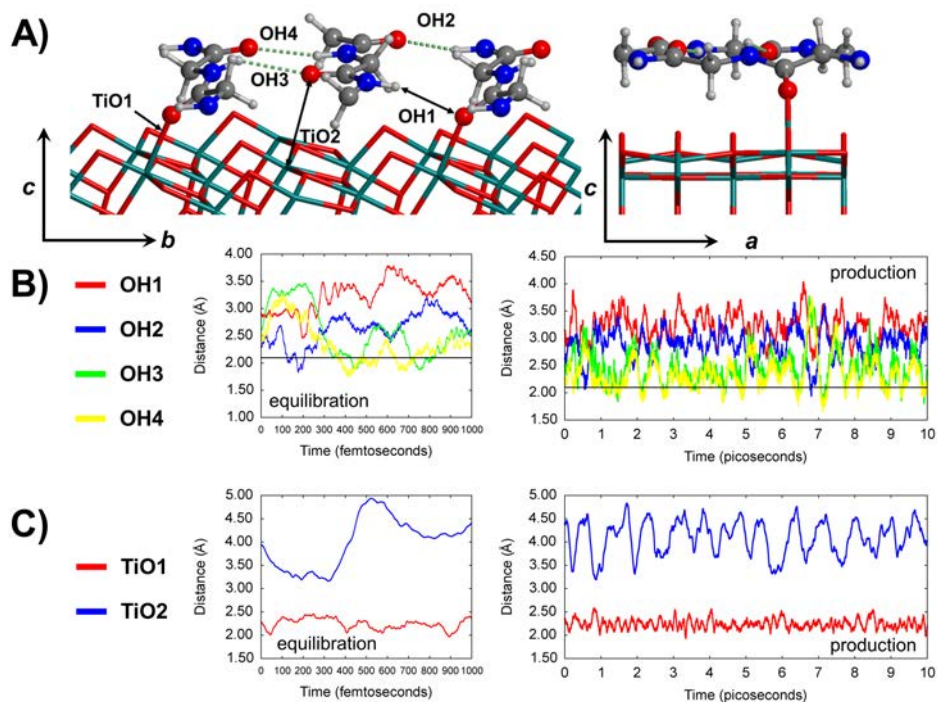 A)
OH4
OH2
OH3
TiO1
TiO2
OH1
c
b
c
a
B)
OH1
OH2
OH3
OH4
4.00
3.50
3.00
2.50
2.00
1.50
1.00
Distance (Å)
equilibration
0 100 200 300 400 500 600 700 800 900 1000
Time (femtoseconds)
4.50
4.00
3.50
3.00
2.50
2.00
1.50
Distance (Å)
production
0 1 2 3 4 5 6 7 8 9 10
Time (picoseconds)
C)
TiO1
TiO2
5.00
4.50
4.00
3.50
3.00
2.50
2.00
1.50
Distance (Å)
equilibration
0 100 200 300 400 500 600 700 800 900 1000
Time (femtoseconds)
5.00
4.50
4.00
3.50
3.00
2.50
2.00
1.50
Distance (Å)
production
0 1 2 3 4 5 6 7 8 9 10
Time (picoseconds)